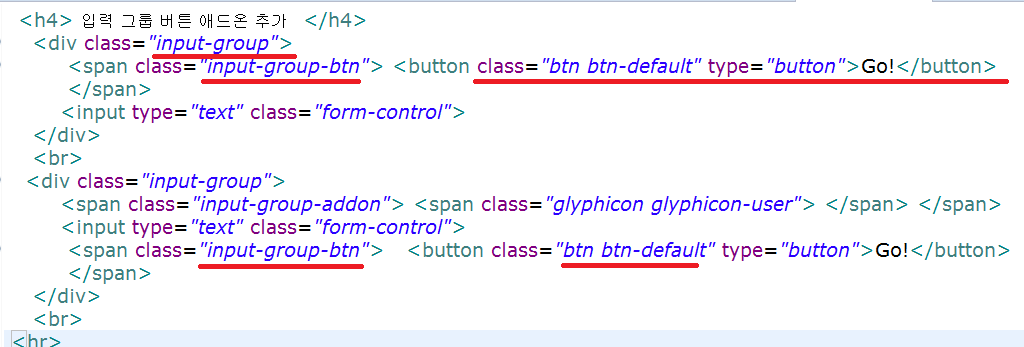 <h4> 입력 그룹 버튼 애드온 추가  </h4>
<div class="input-group">
<span class="input-group-btn"> <button class="btn btn-default" type="button">Go!</button>
</span>
<input type="text" class="form-control">
</div>
<br>
<div class="input-group">
<span class="input-group-addon"> <span class="glyphicon glyphicon-user"> </span> </span>
<input type="text" class="form-control">
<span class="input-group-btn">  <button class="btn btn-default" type="button">Go!</button>
</span>
</div>
<br>
<hr>